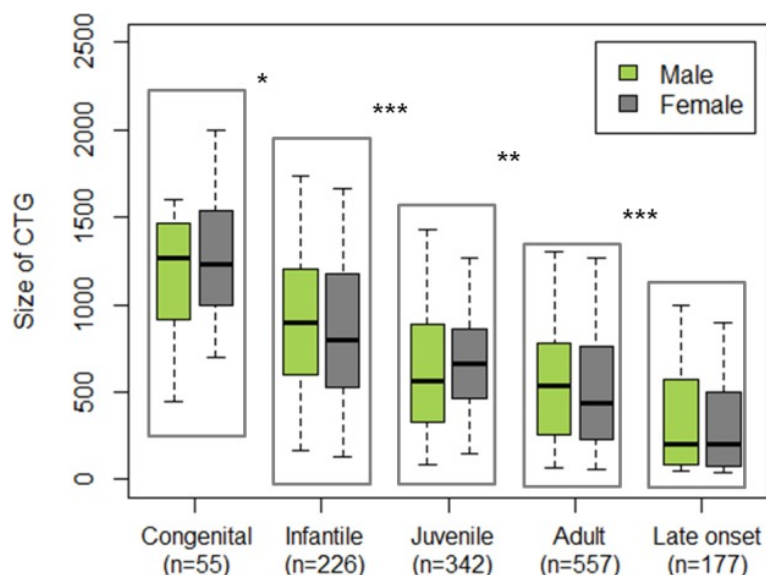 Size of CTG
2500
2000
1500
1000
500
0
*
***
**
***
Male
Female
Congenital
(n=55)
Infantile
(n=226)
Juvenile
(n=342)
Adult
(n=557)
Late onset
(n=177)